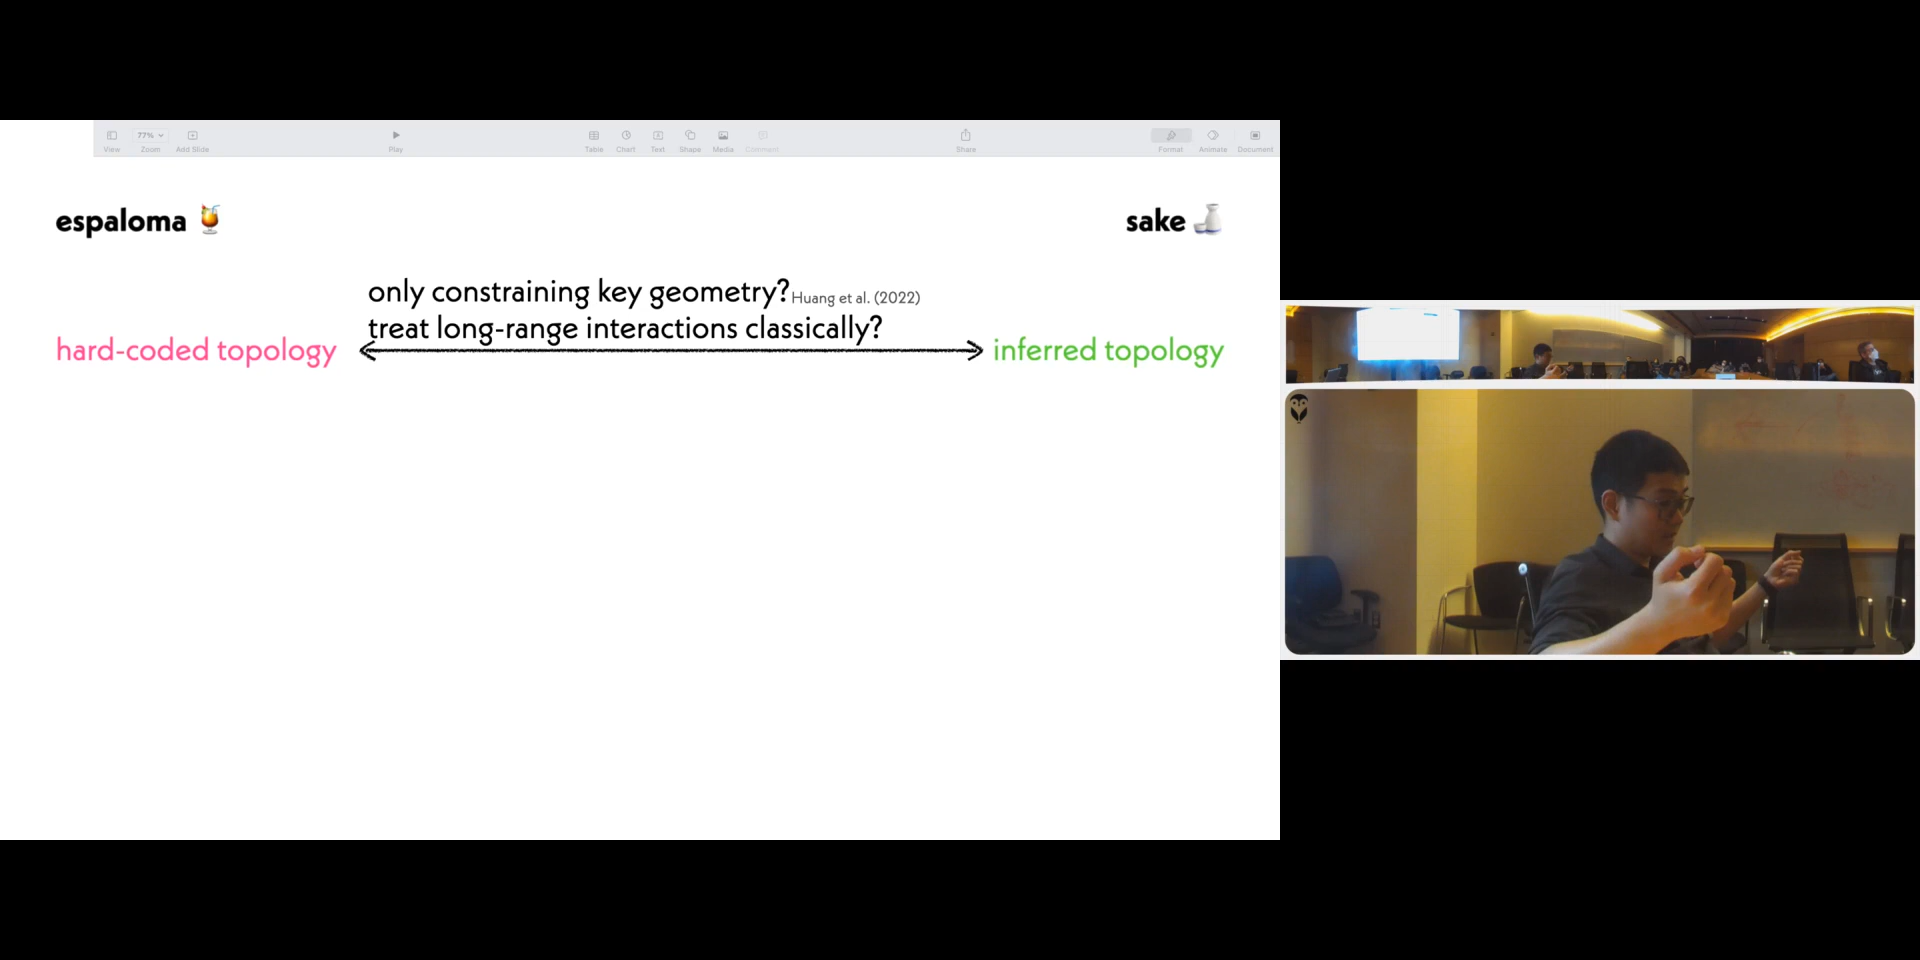 View
77%
Zoom
Add Slide
Play
Table
Chart
Text
Shape
Media
Comment
Share
Format
Animate
Document
espaloma
sake
only constraining key geometry? Huang et al. (2022)
treat long-range interactions classically?
hard-coded topology
inferred topology